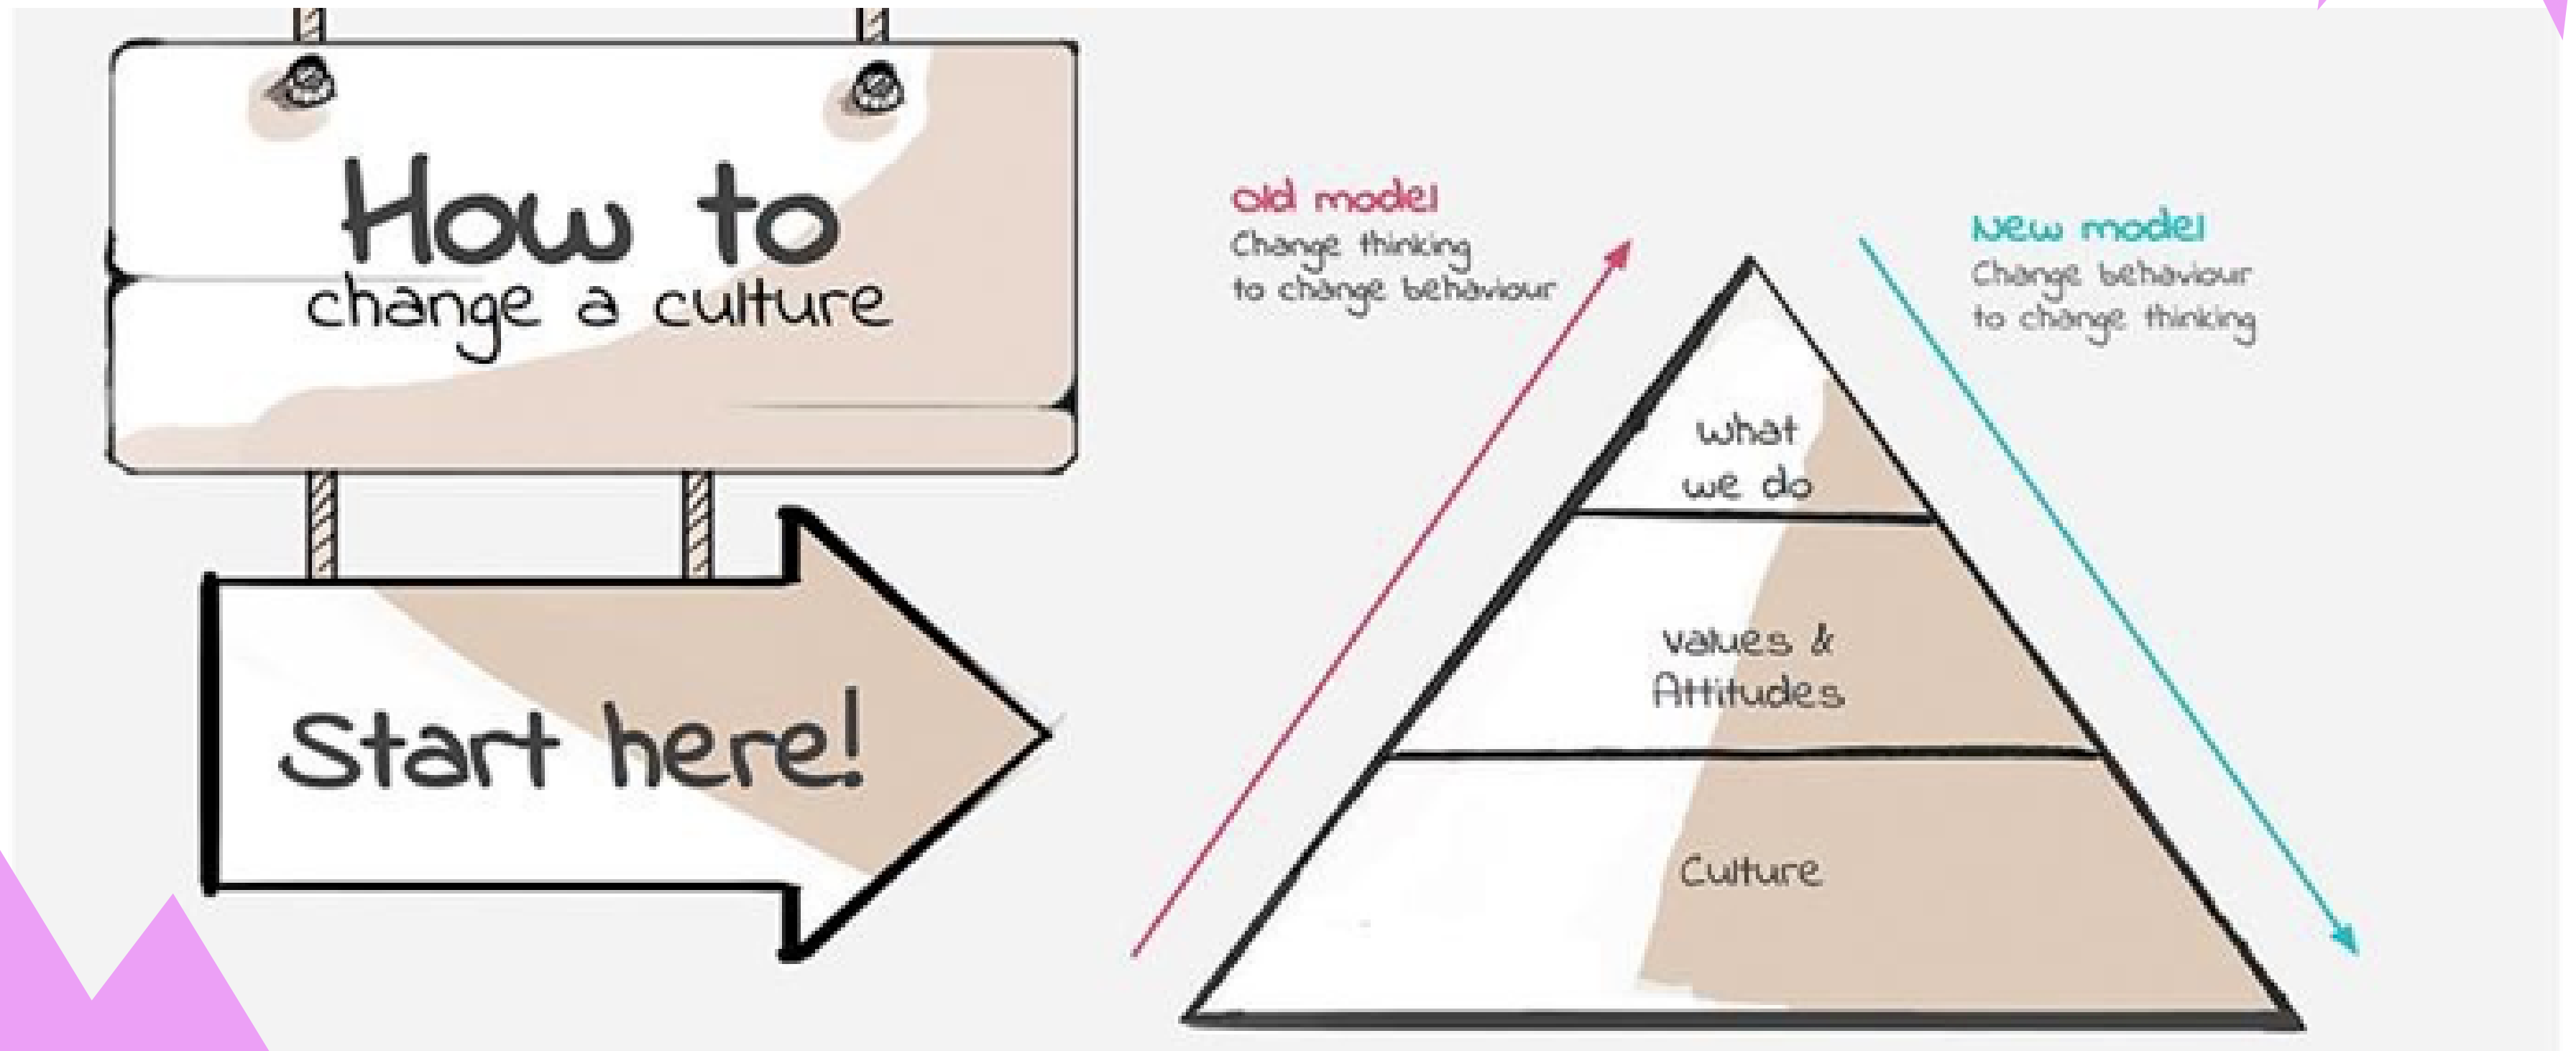 How to
change a culture
Start here!
Old model
Change thinking
to change behaviour
New model
Change behaviour
to change thinking
what
we do
values &
Attitudes
Culture